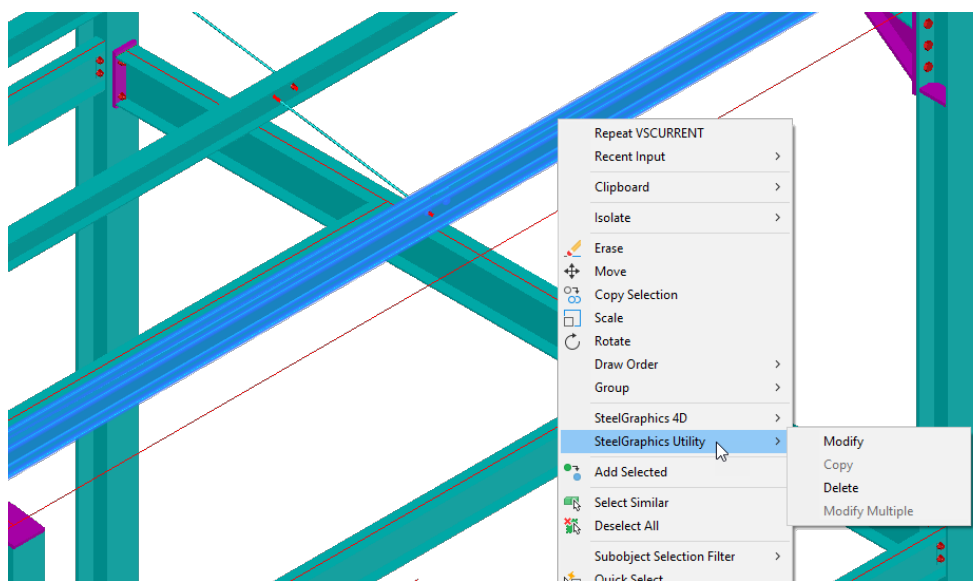 Repeat VSCURRENT
Recent Input
Clipboard
Isolate
Erase
Move
Copy Selection
Scale
Rotate
Draw Order
Group
SteelGraphics 4D
SteelGraphics Utility
Modify
Copy
Delete
Modify Multiple
Add Selected
Select Similar
Deselect All
Subobject Selection Filter
Quick Select